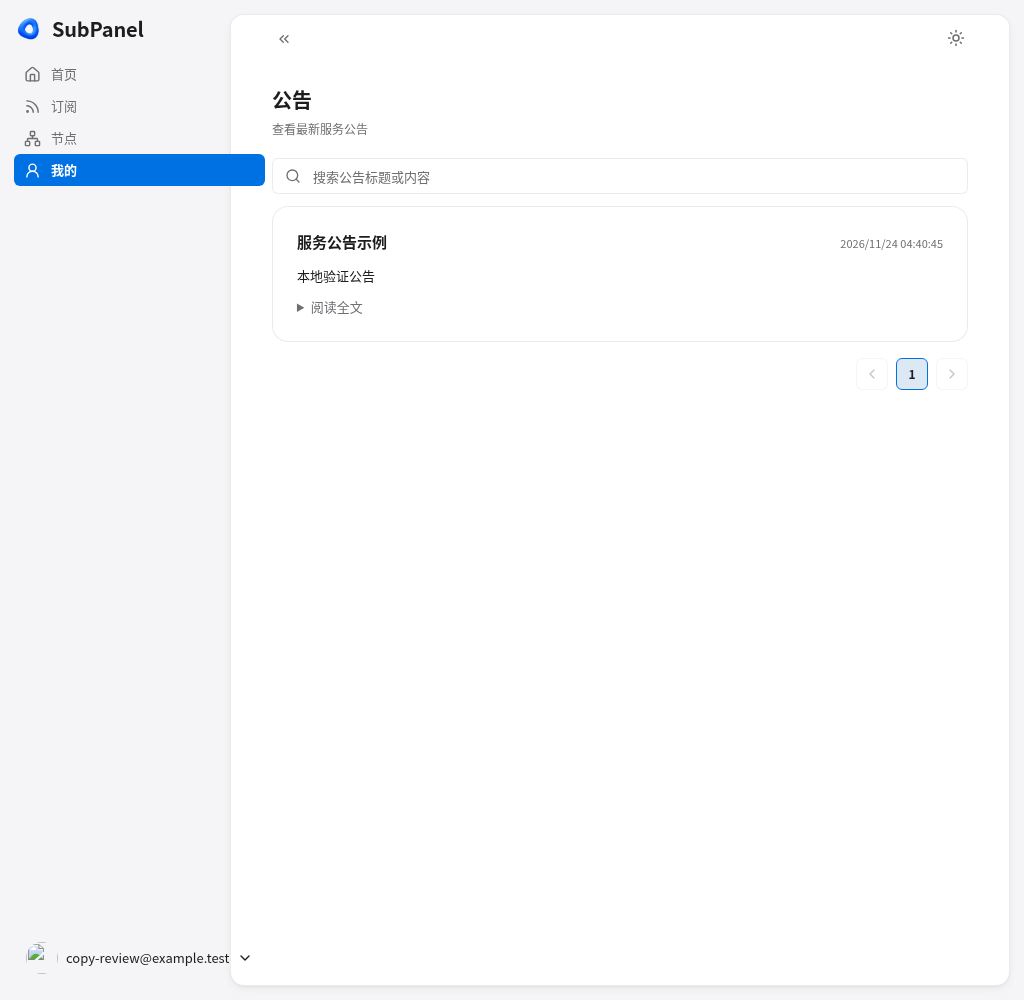 SubPanel
首页
订阅
节点
我的
公告
查看最新服务公告
搜索公告标题或内容
服务公告示例
2026/11/24 04:40:45
本地验证公告
阅读全文
1
copy-review@example.test